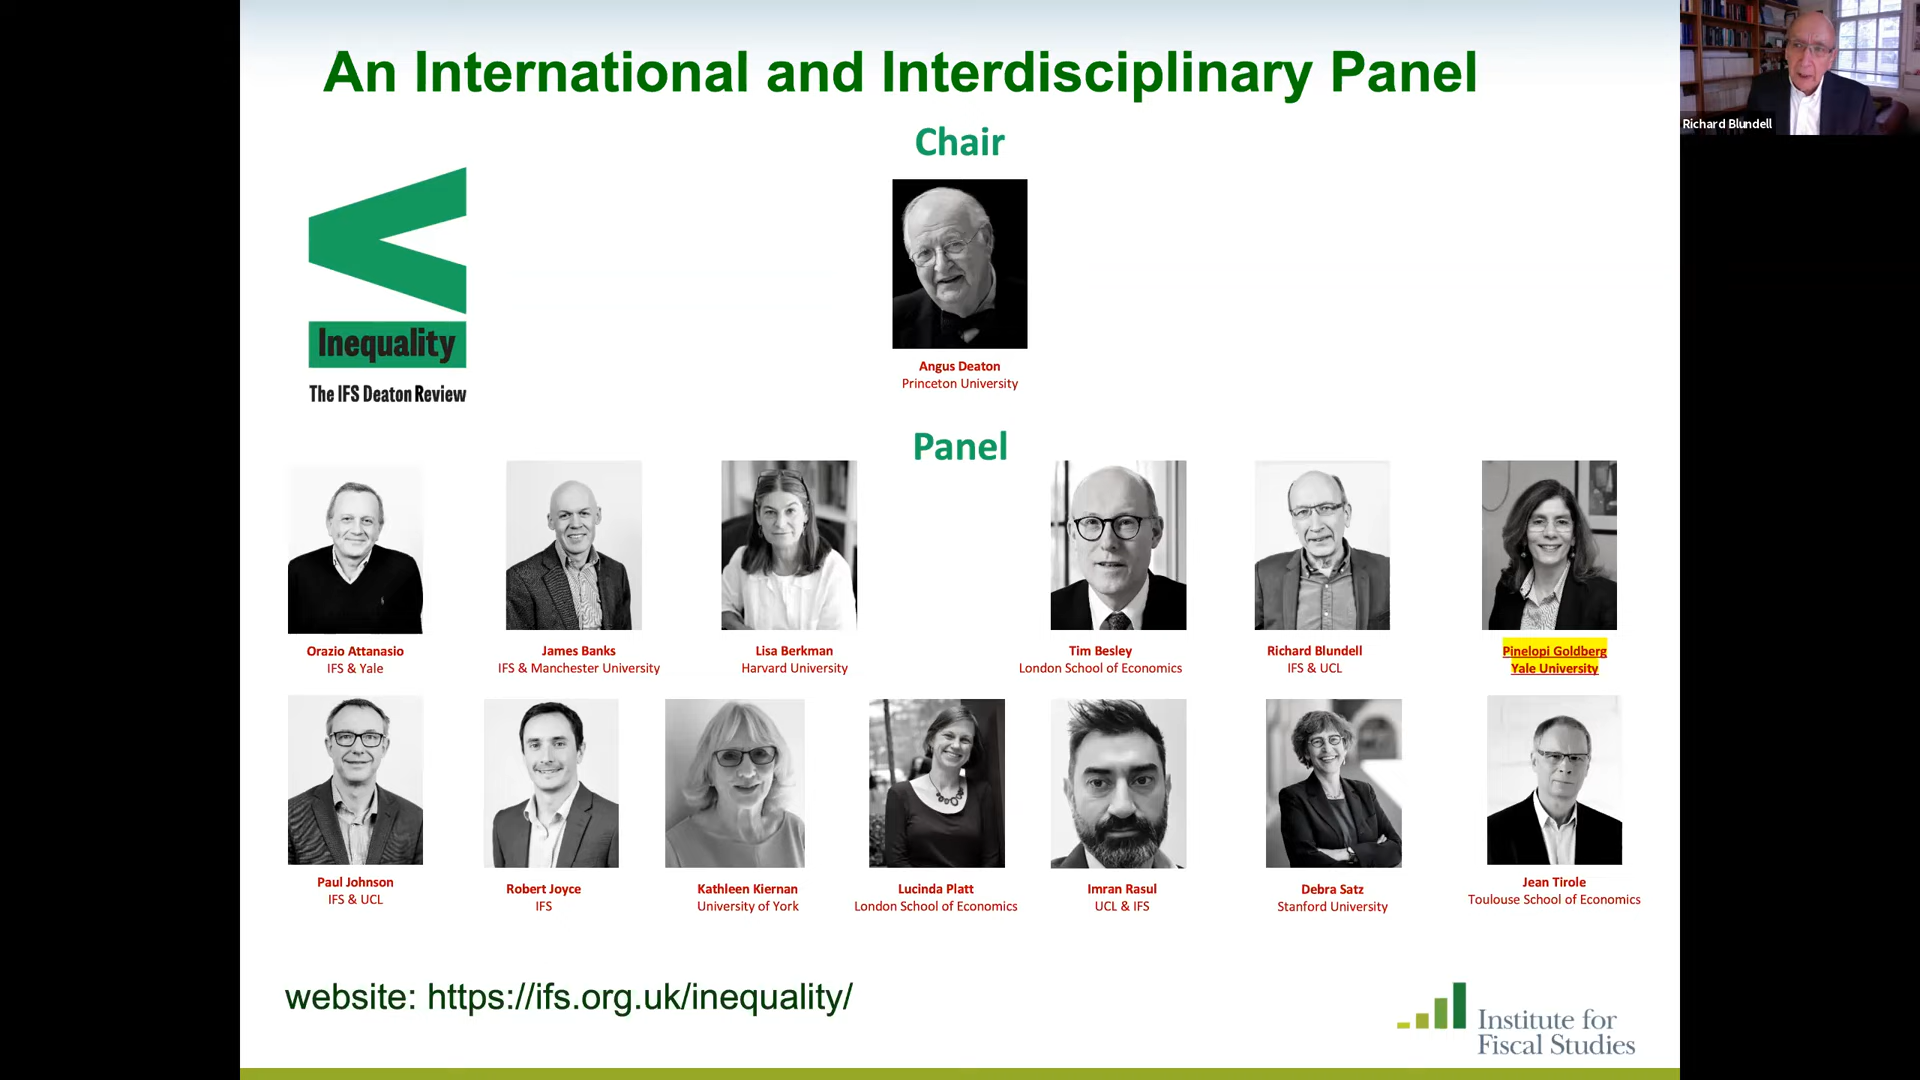 An International and Interdisciplinary Panel
Richard Blundell
Chair
Inequality
The IFS Deaton Review
Angus Deaton
Princeton University
Panel
Orazio Attanasio
IFS & Yale
James Banks
IFS & Manchester University
Lisa Berkman
Harvard University
Tim Besley
London School of Economics
Richard Blundell
IFS & UCL
Pinelopi Goldberg
Yale University
Paul Johnson
IFS & UCL
Robert Joyce
IFS
Kathleen Kiernan
University of York
Lucinda Platt
London School of Economics
Imran Rasul
UCL & IFS
Debra Satz
Stanford University
Jean Tirole
Toulouse School of Economics
website: https://ifs.org.uk/inequality/
Institute for
Fiscal Studies